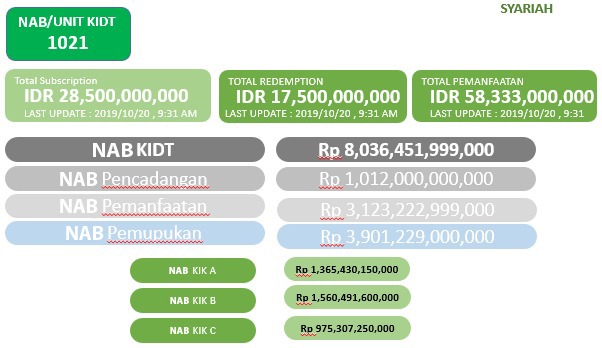 SYARIAH
NAB/UNIT KIDT
1021
Total Subscription
IDR 28,500,000,000
LAST UPDATE : 2019/10/20 , 9:31 AM
Total REDEMPTION
IDR 17,500,000,000
LAST UPDATE : 2019/10/20 , 9:31 AM
TOTAL PEMANFAATAN
IDR 58,333,000,000
LAST UPDATE : 2019/10/20 , 9:31
NAB KIDT Rp 8,036,451,999,000
NAB Pencadangan Rp 1,012,000,000,000
NAB Pemanfaatan Rp 3,123,222,999,000
NAB Pemupukan Rp 3,901,229,000,000
NAB KIK A Rp 1,365,430,150,000
NAB KIK B Rp 1,560,491,600,000
NAB KIK C Rp 975,307,250,000